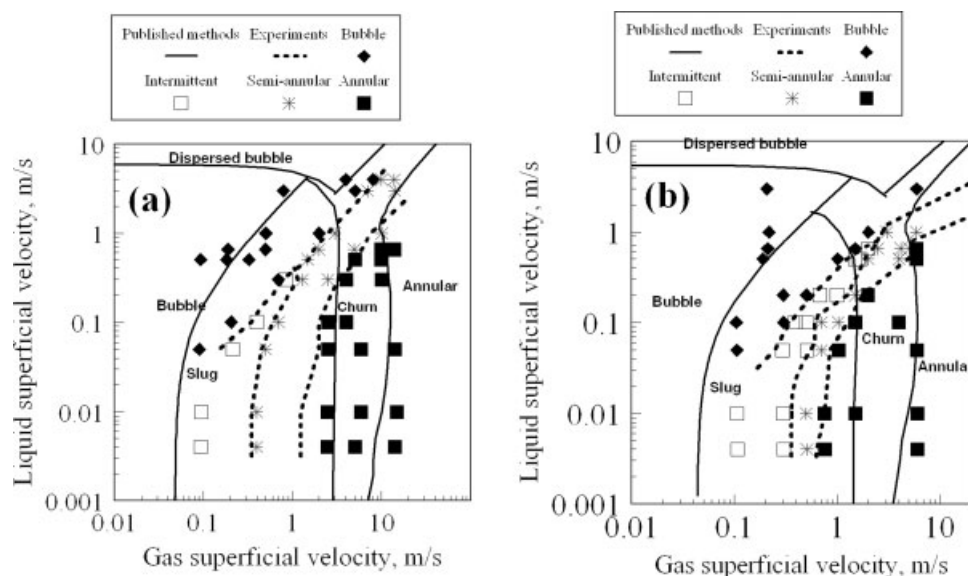 Published methods Experiments Bubble
Intermittent Semi-annular Annular
Published methods Experiments Bubble
Intermittent Semi-annular Annular
(a)
Liquid superficial velocity, m/s
10
1
0.1
0.01
0.001
Dispersed bubble
Bubble
Slug
Churn
Annular
0.01 0.1 1 10
Gas superficial velocity, m/s
(b)
Liquid superficial velocity, m/s
10
1
0.1
0.01
0.001
Dispersed bubble
Bubble
Slug
Churn
Annula
0.01 0.1 1 10
Gas superficial velocity, m/s